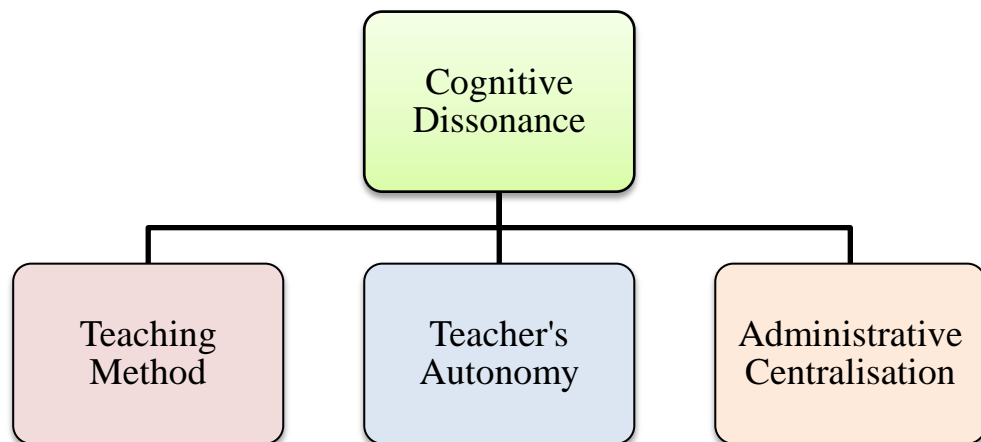 Cognitive
Dissonance
Teaching
Method
Teacher's
Autonomy
Administrative
Centralisation